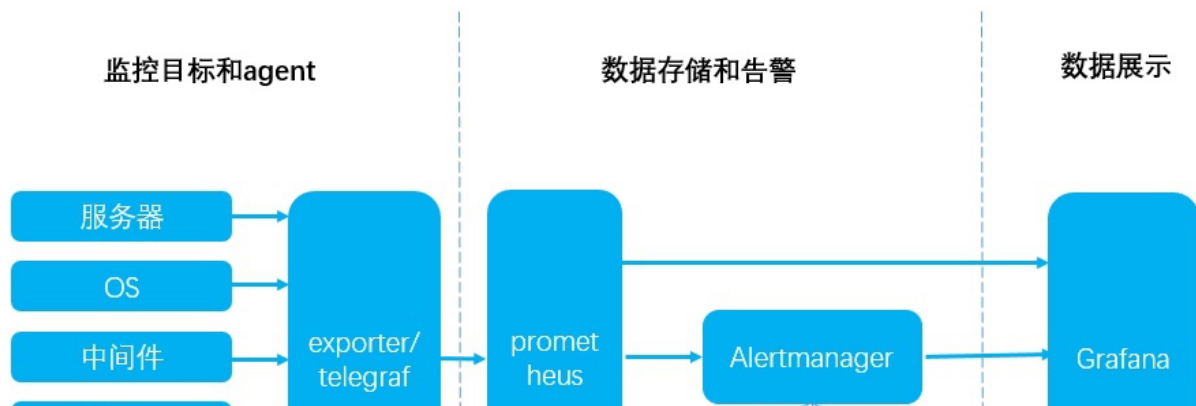 监控目标和agent
数据存储和告警
数据展示
服务器
OS
中间件
exporter/
telegraf
promet
heus
Alertmanager
Grafana